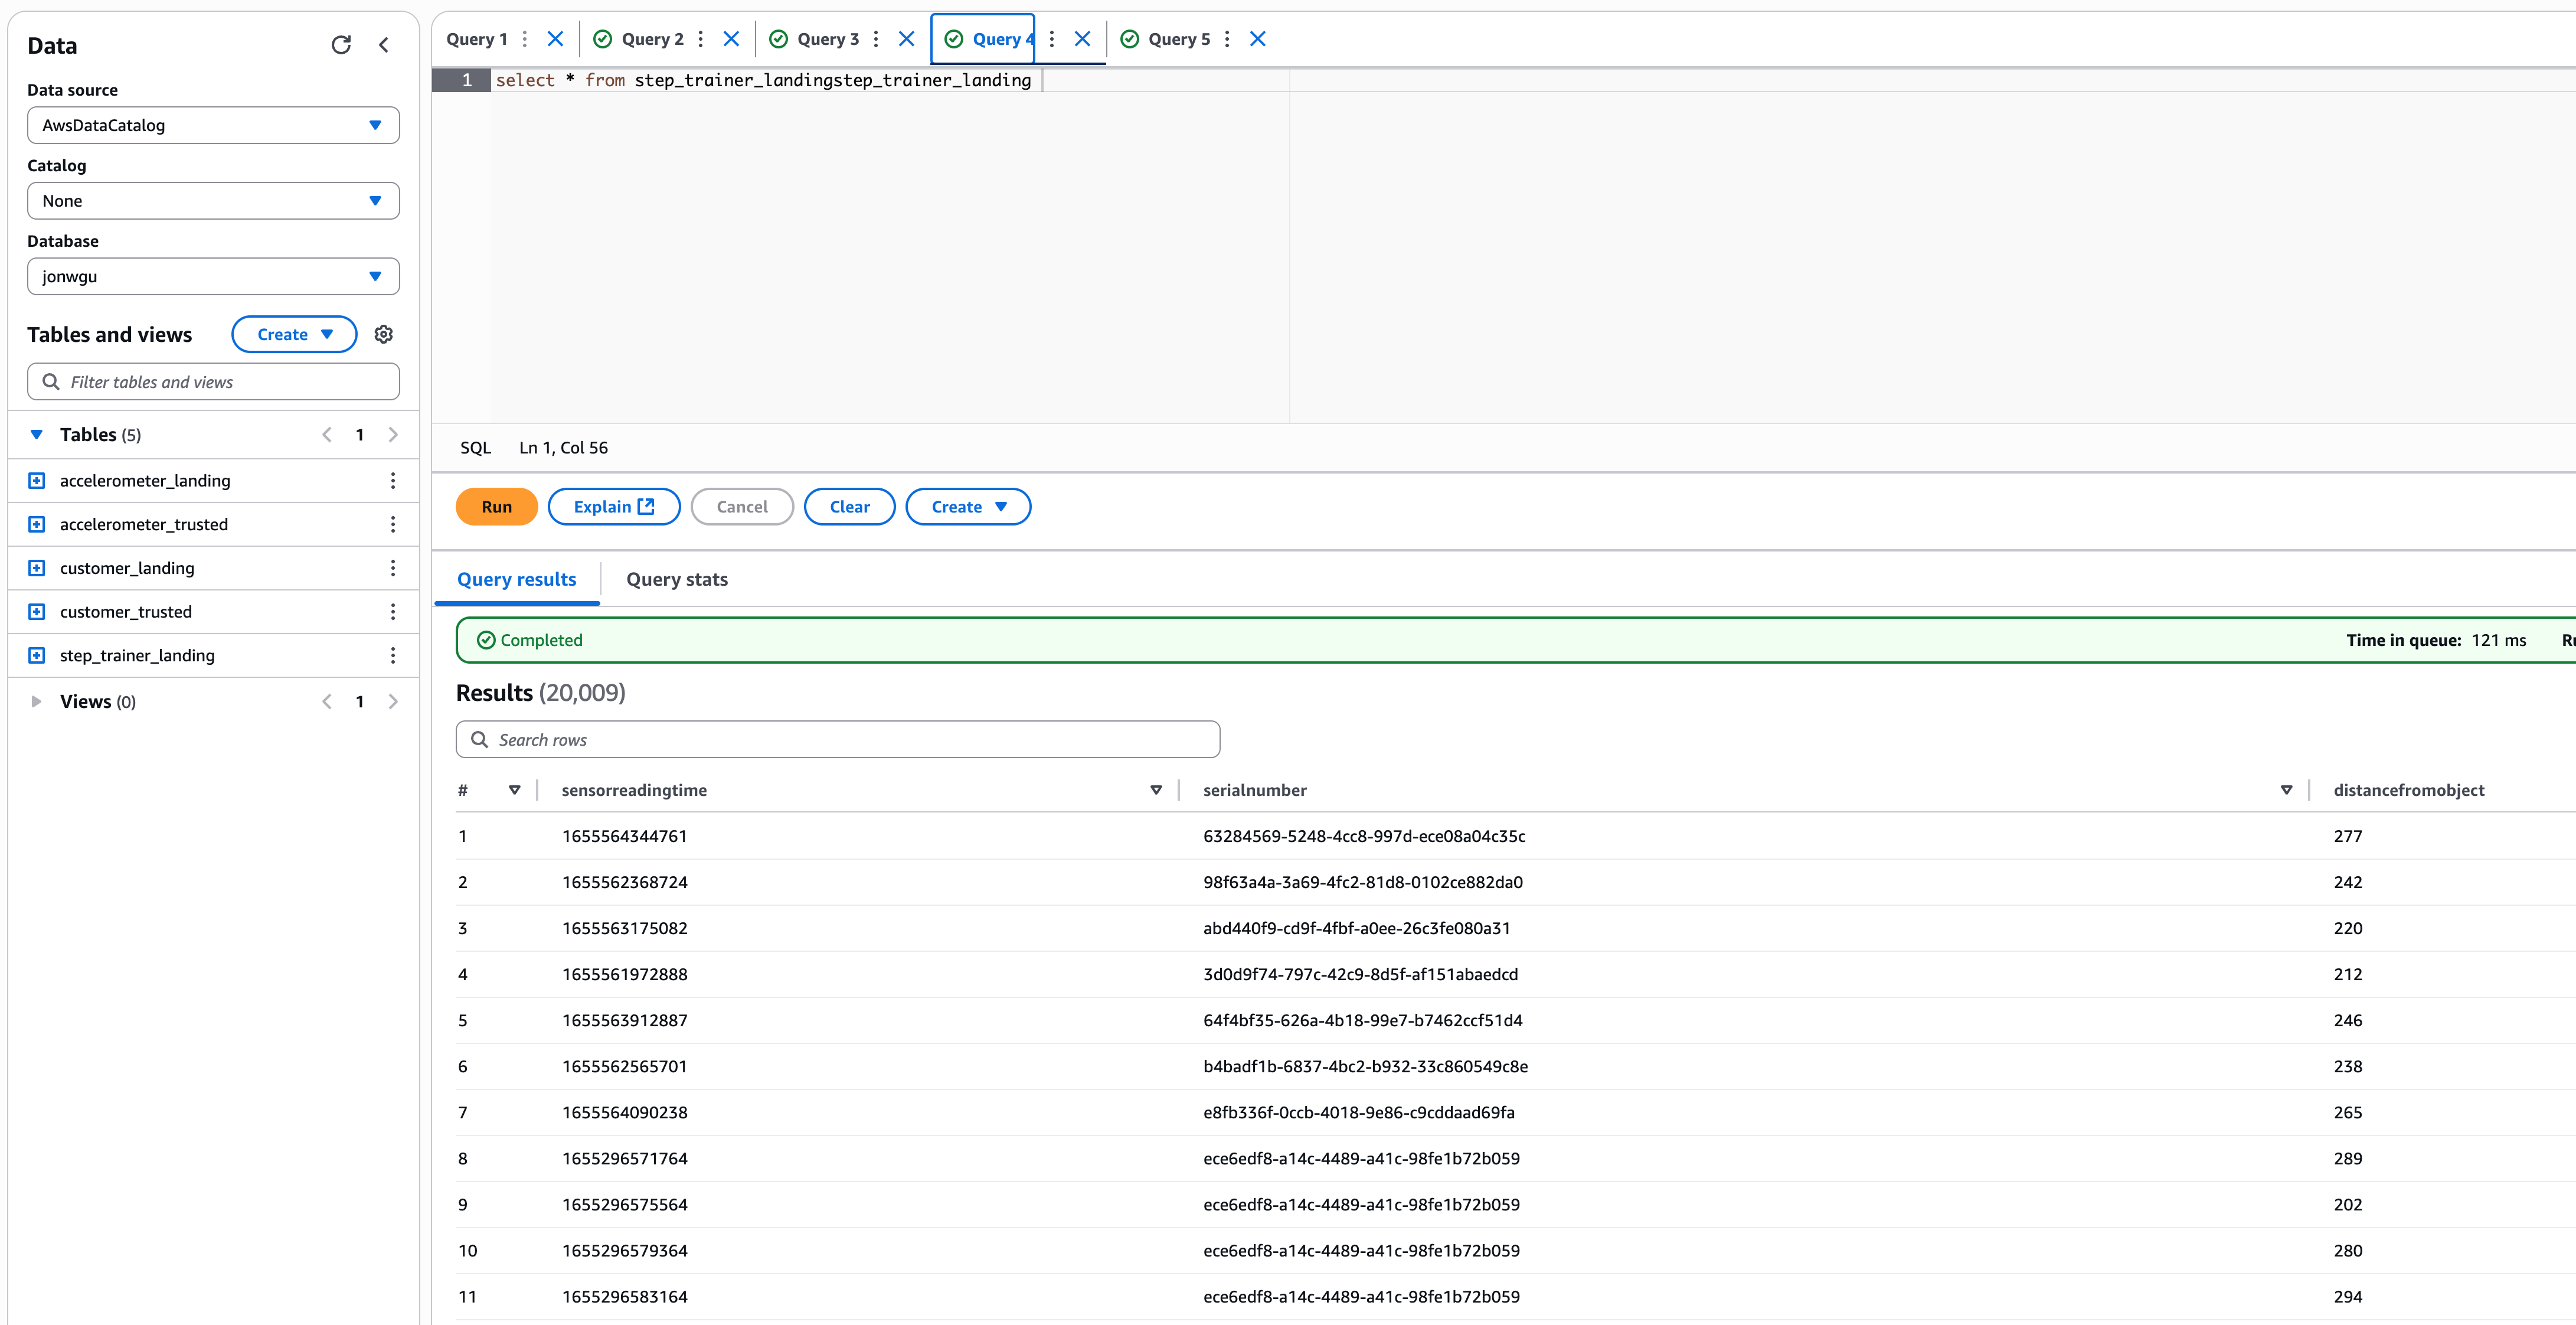 Data
Data source
AwsDataCatalog
Catalog
None
Database
jonwgu
Tables and views
Create
Filter tables and views
Tables (5)
1
accelerometer_landing
accelerometer_trusted
customer_landing
customer_trusted
step_trainer_landing
Views (0)
1
Query 1
Query 2
Query 3
Query 4
Query 5
1 select * from step_trainer_landingstep_trainer_landing
SQL Ln 1, Col 56
Run
Explain
Cancel
Clear
Create
Query results
Query stats
Completed
Time in queue: 121 ms
Results (20,009)
Search rows
# sensorreadingtime serialnumber distancefromobject
1 1655564344761 63284569-5248-4cc8-997d-ece08a04c35c 277
2 1655562368724 98f63a4a-3a69-4fc2-81d8-0102ce882da0 242
3 1655563175082 abd440f9-cd9f-4fbf-a0ee-26c3fe080a31 220
4 1655561972888 3d0d9f74-797c-42c9-8d5f-af151abaedcd 212
5 1655563912887 64f4bf35-626a-4b18-99e7-b7462ccf51d4 246
6 1655562565701 b4badf1b-6837-4bc2-b932-33c860549c8e 238
7 1655564090238 e8fb336f-0ccb-4018-9e86-c9cddaad69fa 265
8 1655296571764 ece6edf8-a14c-4489-a41c-98fe1b72b059 289
9 1655296575564 ece6edf8-a14c-4489-a41c-98fe1b72b059 202
10 1655296579364 ece6edf8-a14c-4489-a41c-98fe1b72b059 280
11 1655296583164 ece6edf8-a14c-4489-a41c-98fe1b72b059 294